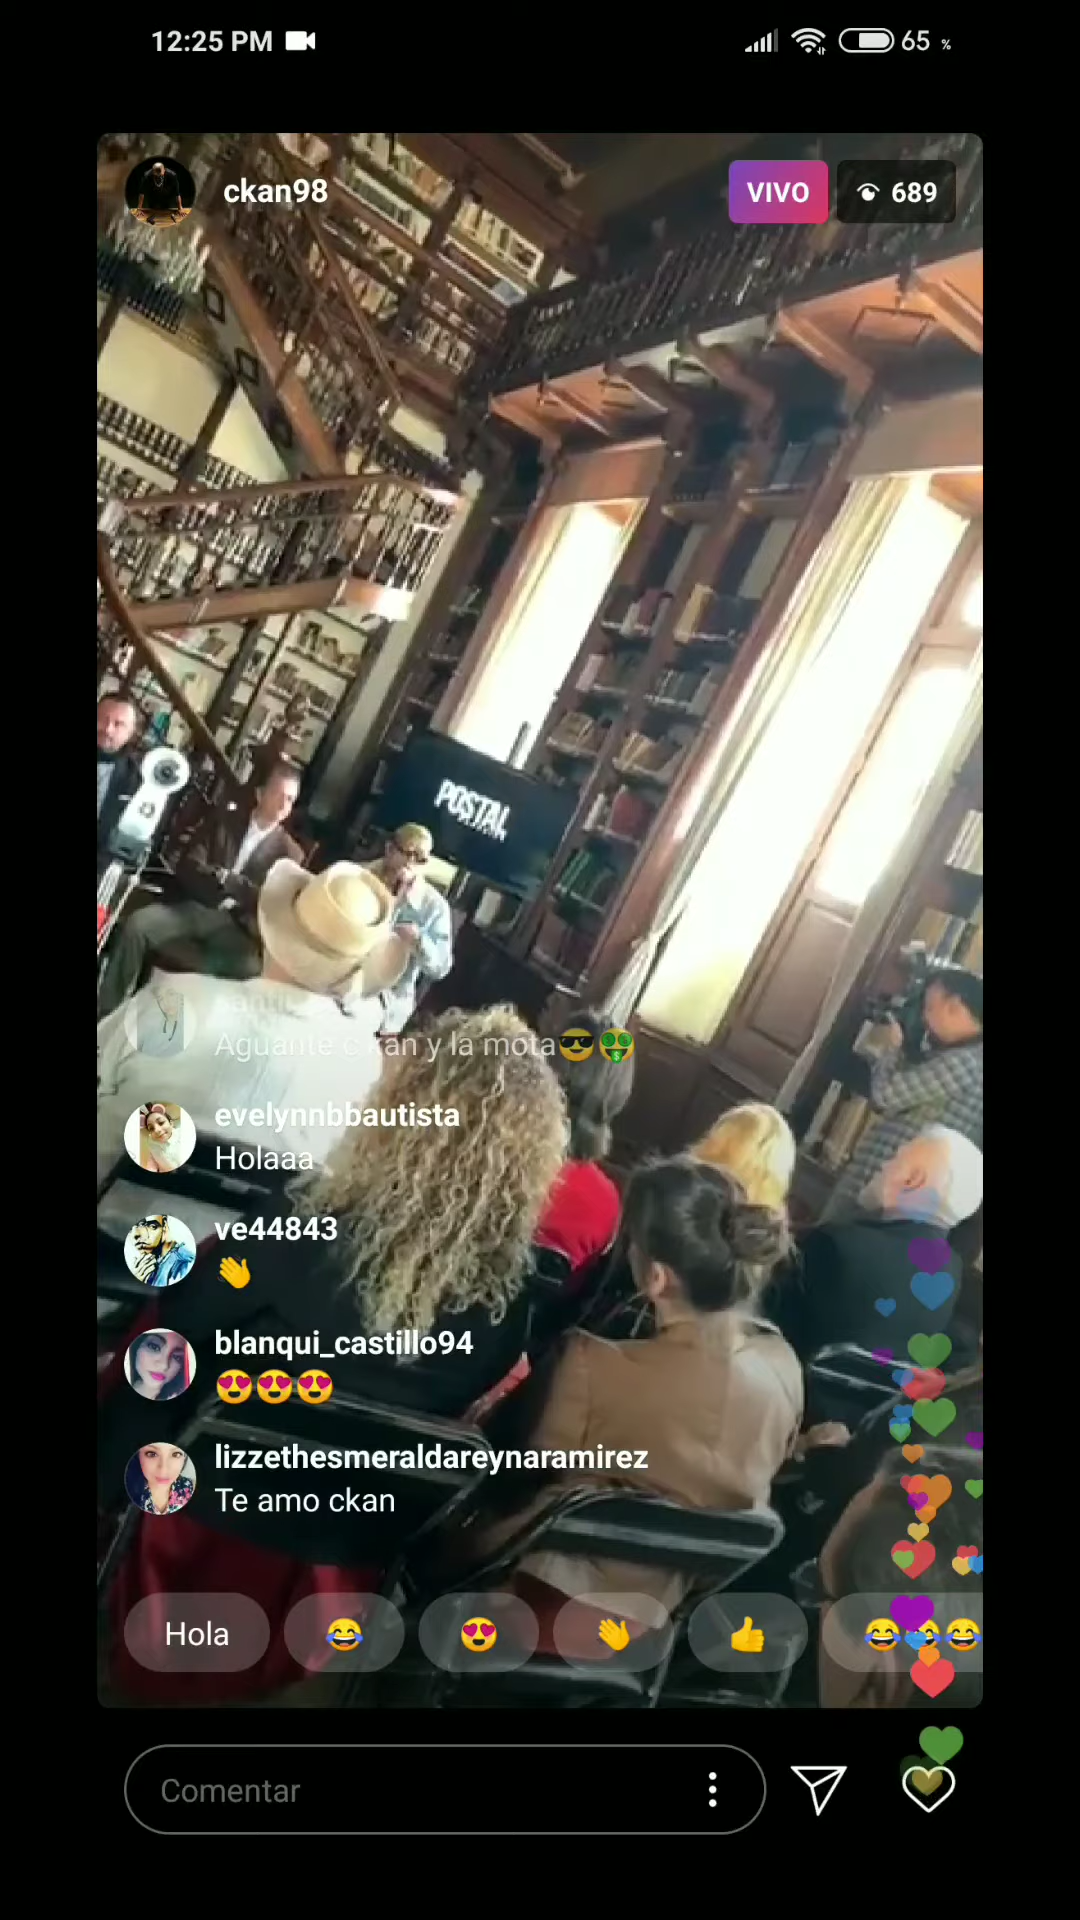 12:25 PM
65 %
ckan98
VIVO
689
POSTAL
Aguante c kan y la mota😎🤑
evelynnbbautista
Holaaa
ve44843
👋
blanqui_castillo94
😍😍😍
lizzethesmeraldareynaramirez
Te amo ckan
Hola 😂 😍 👋 👍 😂😂😂
Comentar